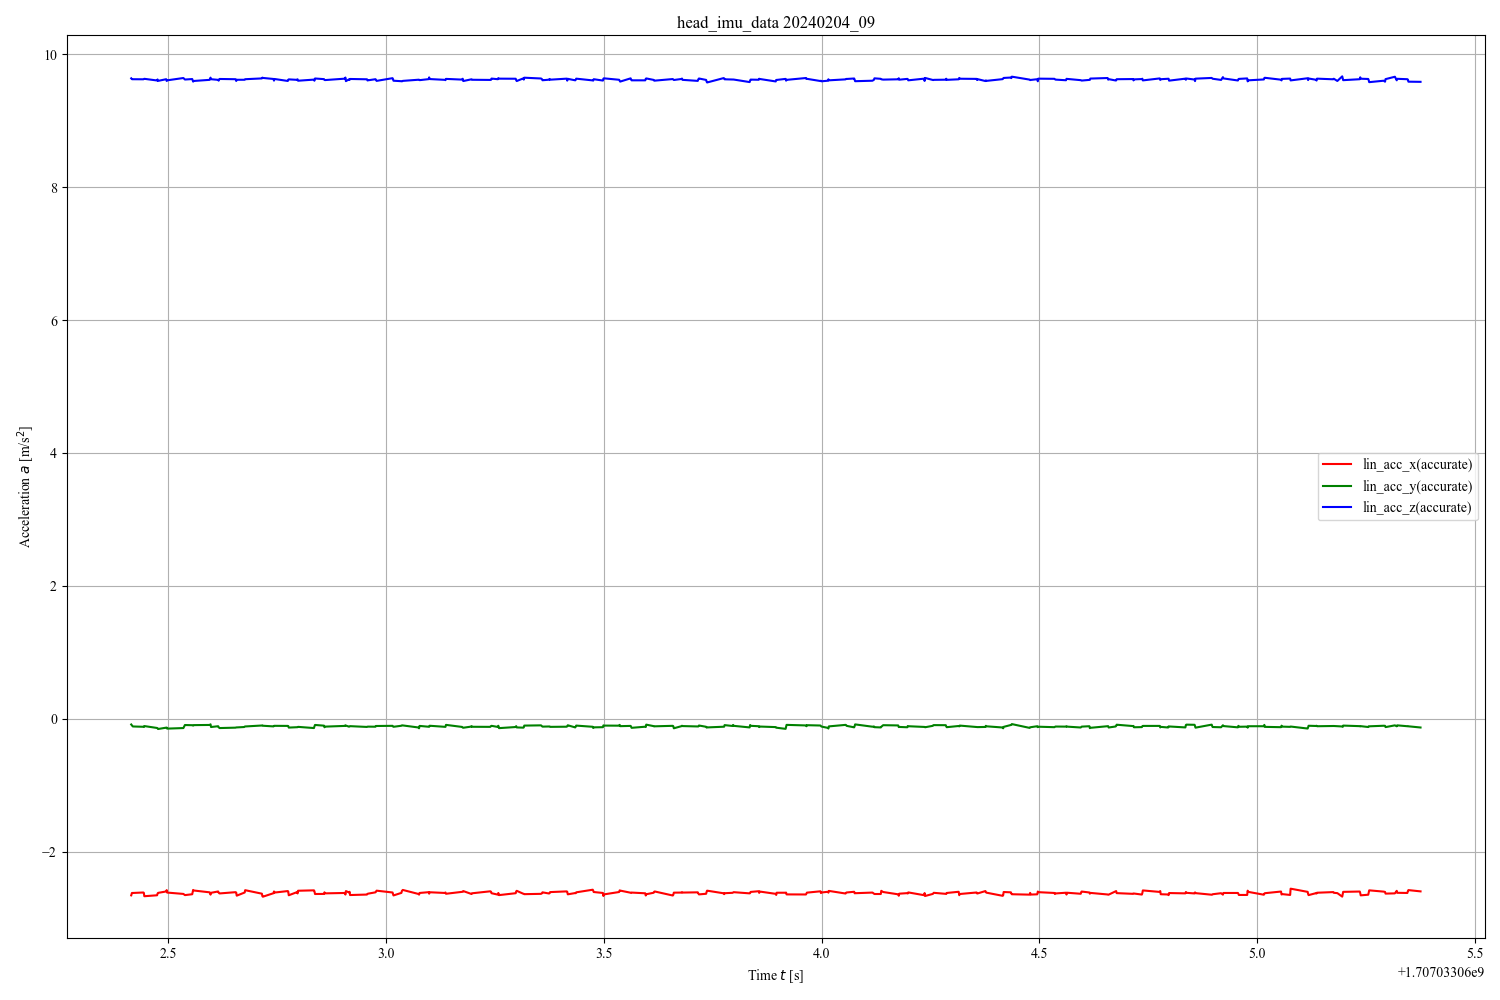 head_imu_data 20240204_09
10
8
6
4
2
0
−2
Acceleration a [m/s²]
lin_acc_x(accurate)
lin_acc_y(accurate)
lin_acc_z(accurate)
2.5 3.0 3.5 4.0 4.5 5.0 5.5
Time t [s]
+1.70703306e9